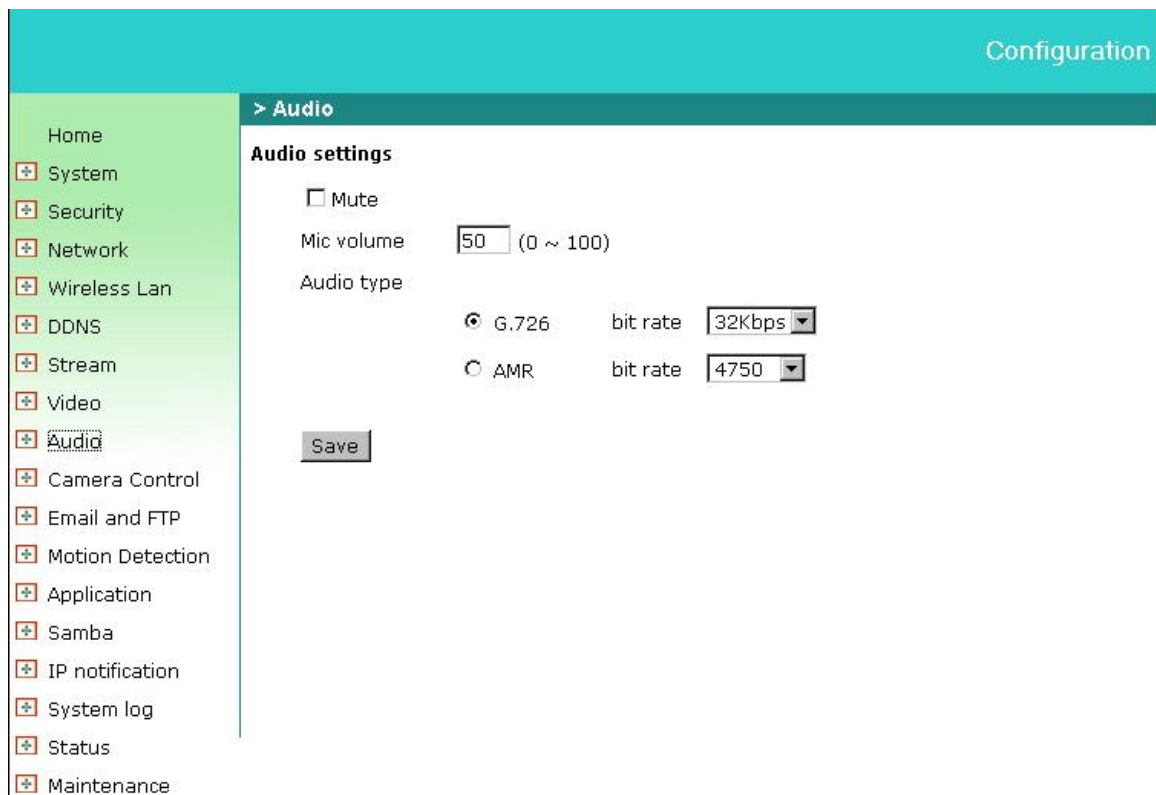 Configuration
> Audio
Home
System
Security
Network
Wireless Lan
DDNS
Stream
Video
Audio
Camera Control
Email and FTP
Motion Detection
Application
Samba
IP notification
System log
Status
Maintenance
Audio settings
Mute
Mic volume 50 (0 ~ 100)
Audio type
G.726 bit rate 32Kbps
AMR bit rate 4750
Save